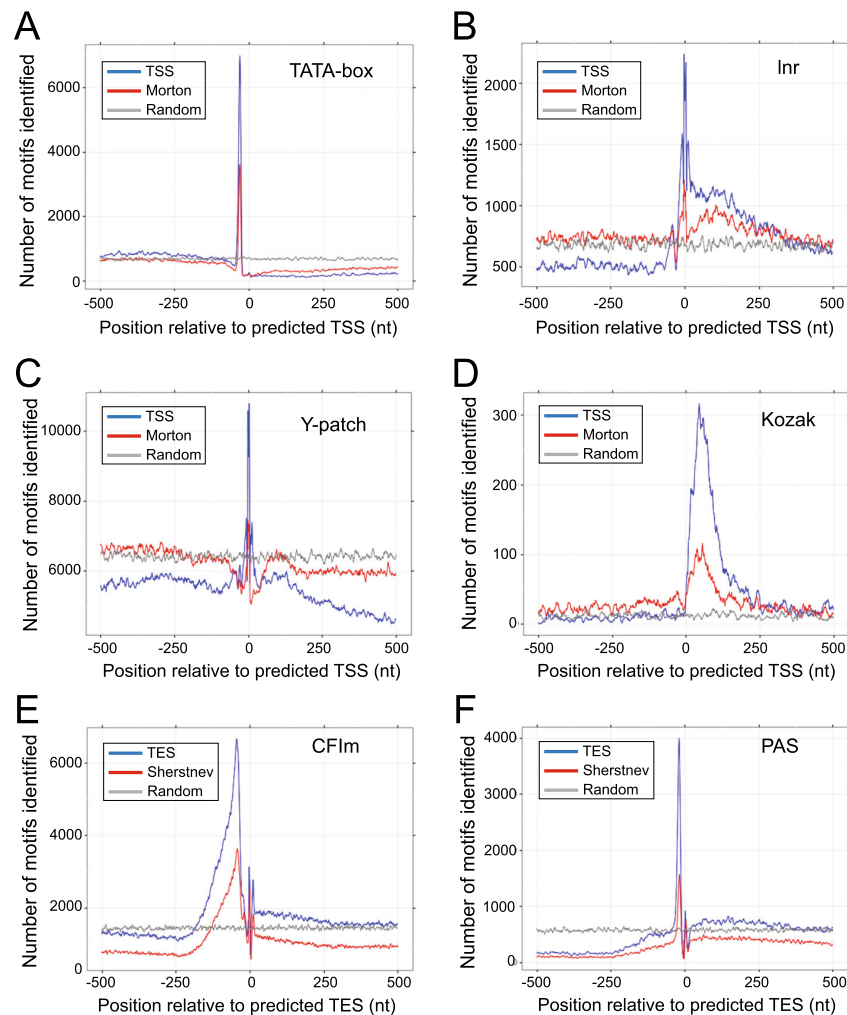 A
TATA-box
TSS
Morton
Random
Number of motifs identified
6000
4000
2000
0
-500 -250 0 250 500
Position relative to predicted TSS (nt)
B
Inr
TSS
Morton
Random
Number of motifs identified
2000
1500
1000
500
-500 -250 0 250 500
Position relative to predicted TSS (nt)
C
Y-patch
TSS
Morton
Random
Number of motifs identified
10000
8000
6000
-500 -250 0 250 500
Position relative to predicted TSS (nt)
D
Kozak
TSS
Morton
Random
Number of motifs identified
300
200
100
0
-500 -250 0 250 500
Position relative to predicted TSS (nt)
E
CFIm
TES
Sherstnev
Random
Number of motifs identified
6000
4000
2000
0
-500 -250 0 250 500
Position relative to predicted TES (nt)
F
PAS
TES
Sherstnev
Random
Number of motifs identified
4000
3000
2000
1000
0
-500 -250 0 250 500
Position relative to predicted TES (nt)